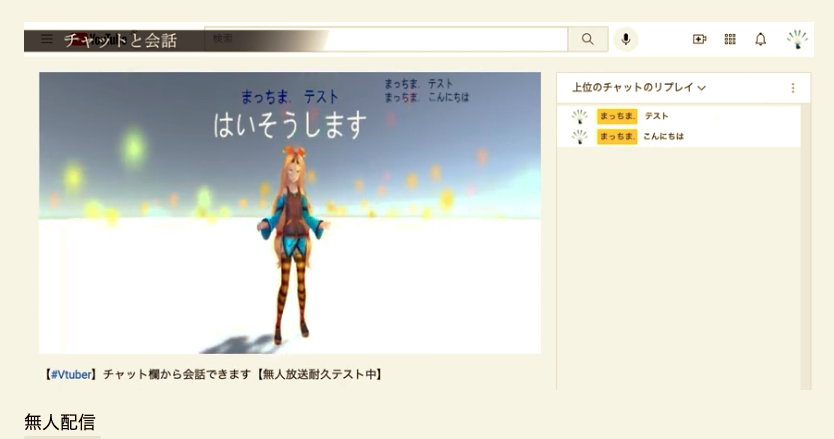 チャットと会話
YouTube
検索
まっちま. テスト
まっちま. こんにちは
まっちま. テスト
はいそうします
上位のチャットのリプレイ
まっちま. テスト
まっちま. こんにちは
【#Vtuber】チャット欄から会話できます【無人放送耐久テスト中】
無人配信